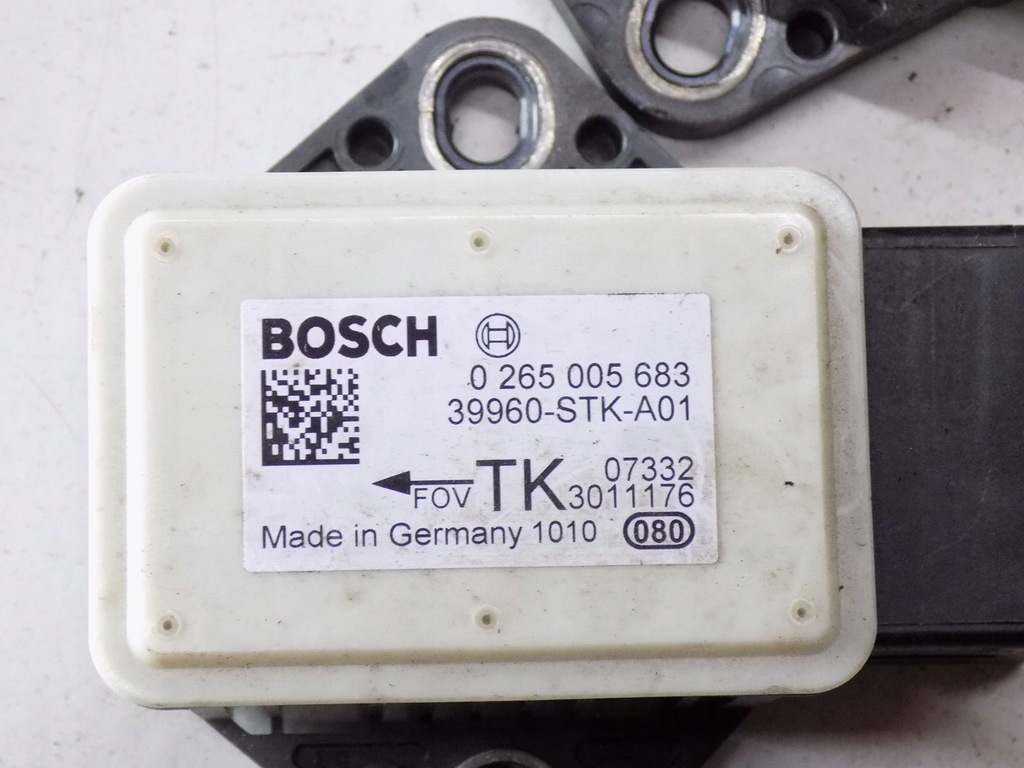 BOSCH
0 265 005 683
39960-STK-A01
FOV TK 07332
3011176
Made in Germany 1010 080